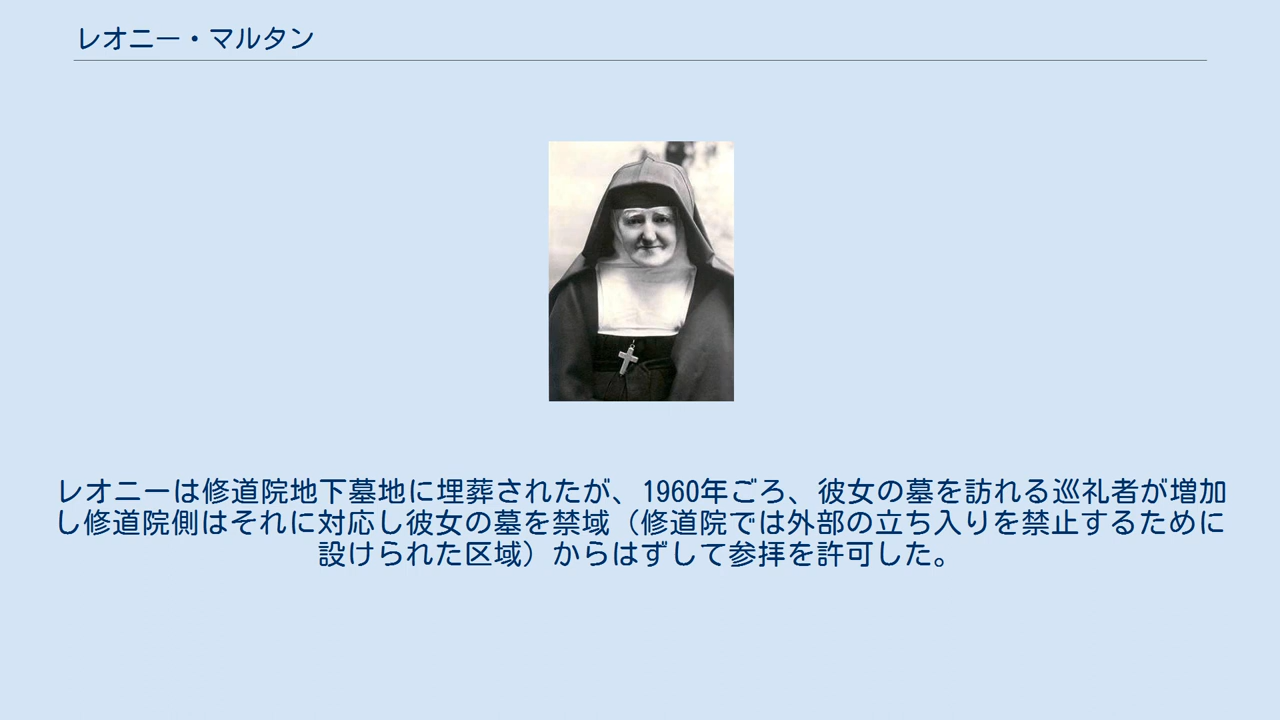 レオニー・マルタン
レオニーは修道院地下墓地に埋葬されたが、1960年ごろ、彼女の墓を訪れる巡礼者が増加
し修道院側はそれに対応し彼女の墓を禁域（修道院では外部の立ち入りを禁止するために
設けられた区域）からはずして参拝を許可した。